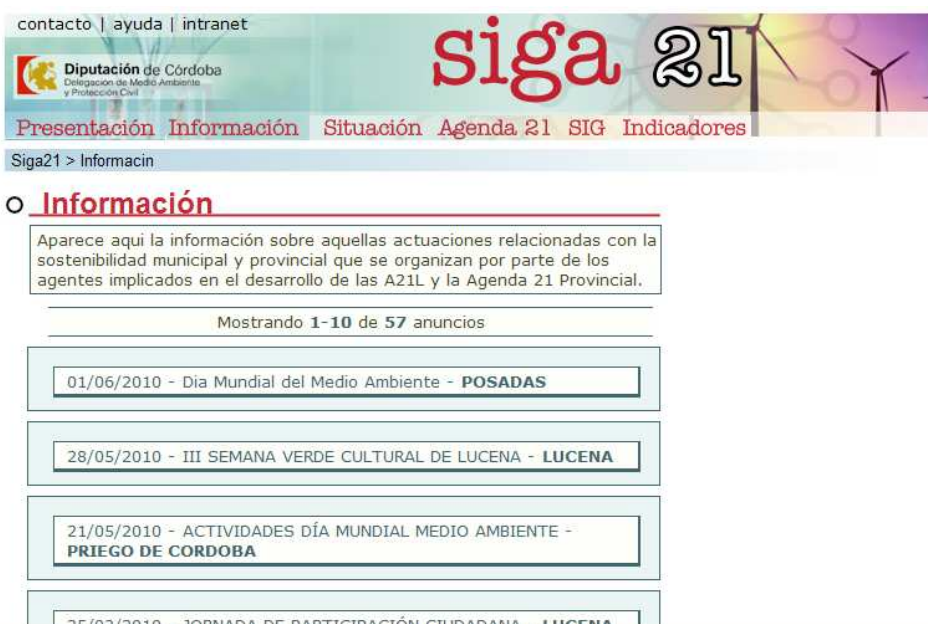 contacto | ayuda | intranet
siga 21
Diputación de Córdoba
Delegación de Medio Ambiente
y Protección Civil
Presentación Información Situación Agenda 21 SIG Indicadores
Siga21 > Informacin
Información
Aparece aqui la información sobre aquellas actuaciones relacionadas con la
sostenibilidad municipal y provincial que se organizan por parte de los
agentes implicados en el desarrollo de las A21L y la Agenda 21 Provincial.
Mostrando 1-10 de 57 anuncios
01/06/2010 - Dia Mundial del Medio Ambiente - POSADAS
28/05/2010 - III SEMANA VERDE CULTURAL DE LUCENA - LUCENA
21/05/2010 - ACTIVIDADES DÍA MUNDIAL MEDIO AMBIENTE -
PRIEGO DE CORDOBA
25/03/2010 - JORNADA DE PARTICIPACIÓN CIUDADANA - LUCENA